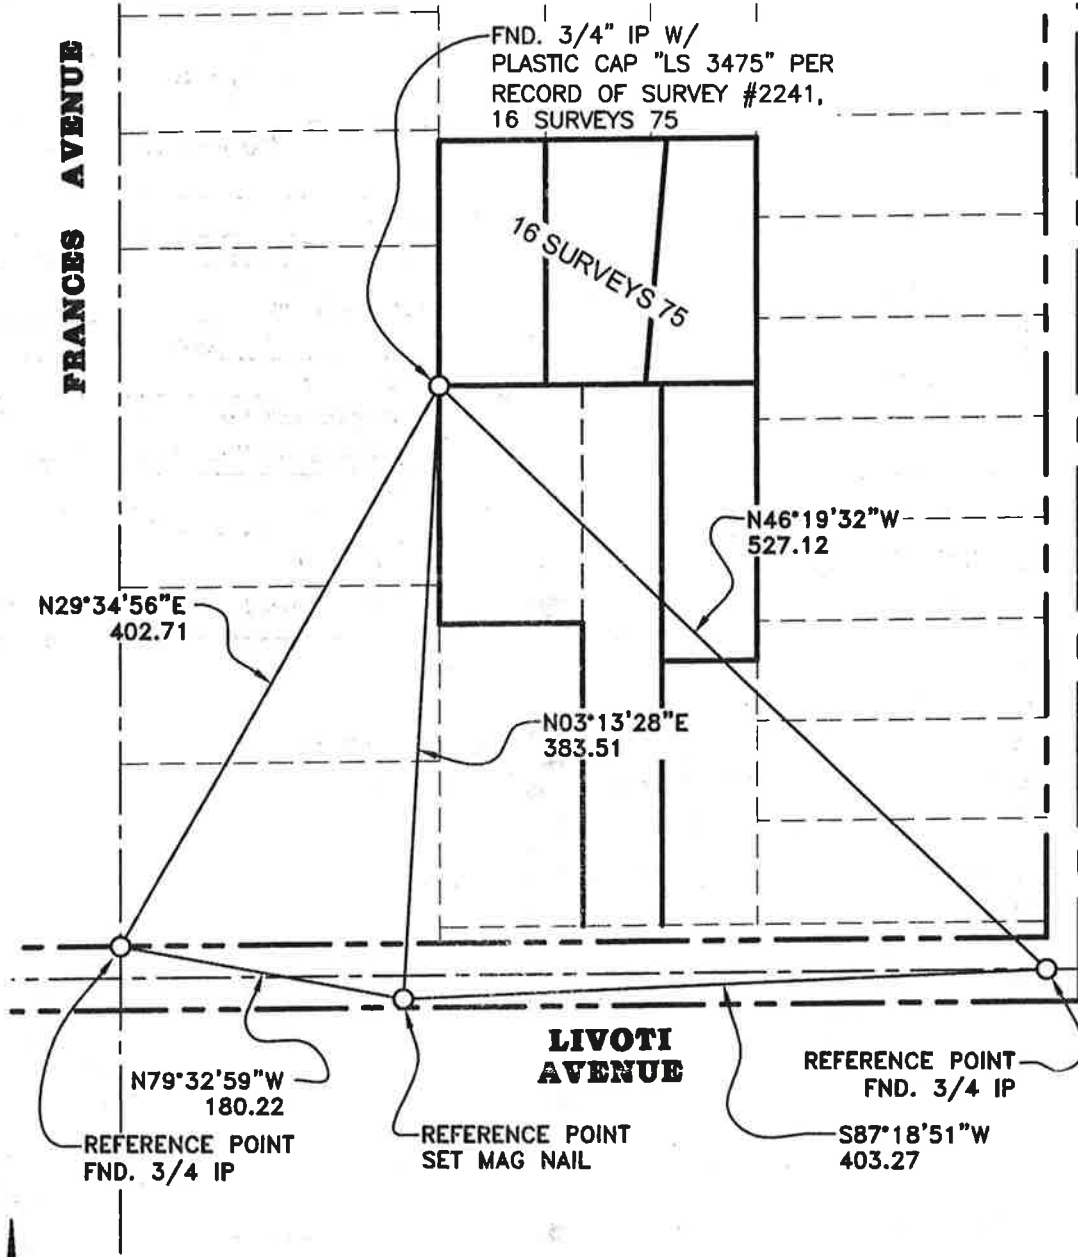 FRANCES AVENUE
FND. 3/4" IP W/
PLASTIC CAP "LS 3475" PER
RECORD OF SURVEY #2241,
16 SURVEYS 75
16 SURVEYS 75
N46°19'32"W
527.12
N29°34'56"E
402.71
N03°13'28"E
383.51
LIVOTI
AVENUE
N79°32'59"W
180.22
REFERENCE POINT
FND. 3/4 IP
REFERENCE POINT
SET MAG NAIL
REFERENCE POINT
FND. 3/4 IP
S87°18'51"W
403.27